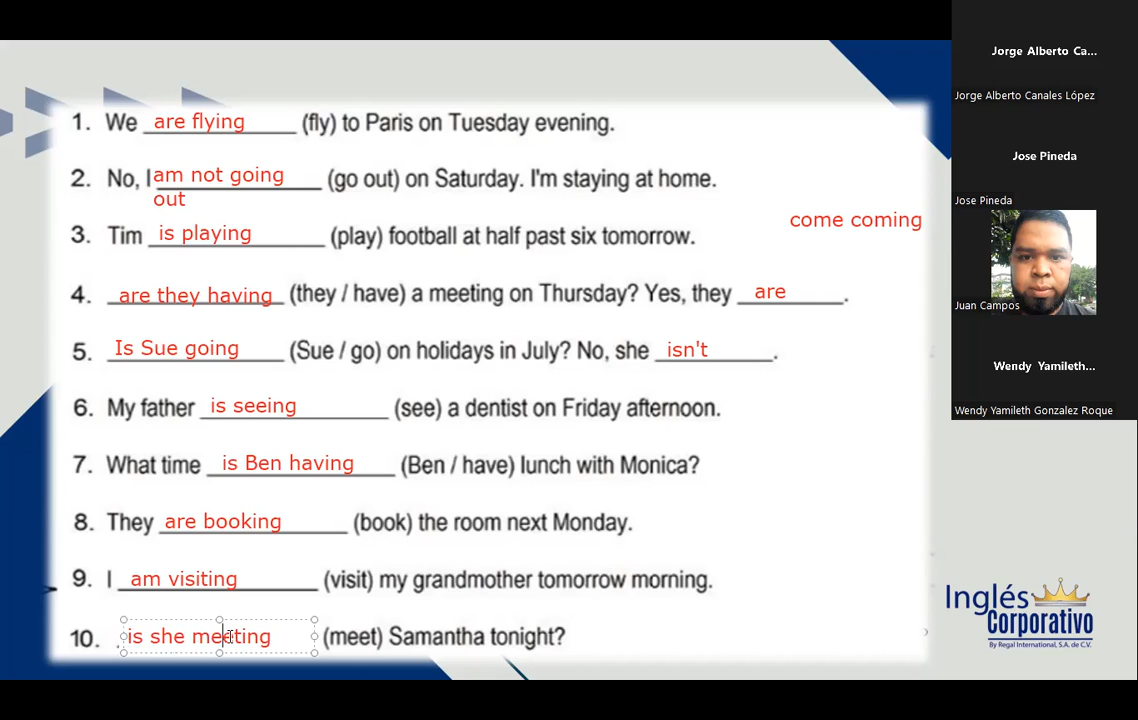 1. We are flying (fly) to Paris on Tuesday evening.
2. No, I am not going out (go out) on Saturday. I'm staying at home.
3. Tim is playing (play) football at half past six tomorrow.
come coming
4. are they having (they / have) a meeting on Thursday? Yes, they are.
5. Is Sue going (Sue / go) on holidays in July? No, she isn't.
6. My father is seeing (see) a dentist on Friday afternoon.
7. What time is Ben having (Ben / have) lunch with Monica?
8. They are booking (book) the room next Monday.
9. I am visiting (visit) my grandmother tomorrow morning.
10. is she meeting (meet) Samantha tonight?
Inglés
Corporativo
By Regal International, S.A. de C.V.
Jorge Alberto Ca...
Jorge Alberto Canales López
Jose Pineda
Jose Pineda
Juan Campos
Wendy Yamileth...
Wendy Yamileth Gonzalez Roque